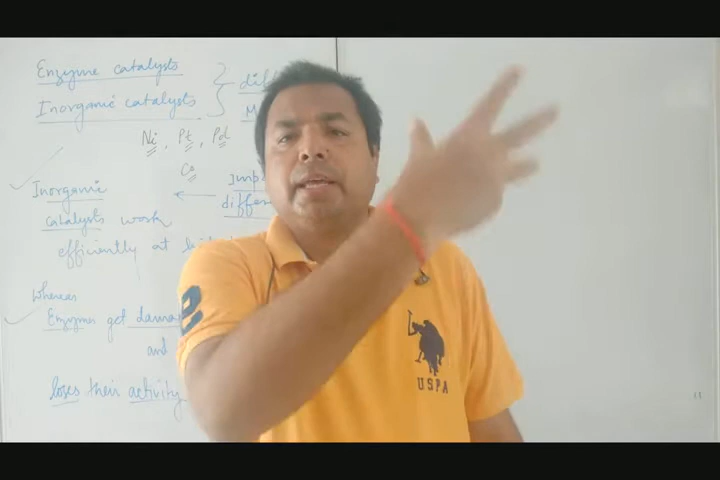 Enzyme catalysts
Inorganic catalysts
Ni, Pt, Pd
Co
Inorganic
catalysts work
efficiently at
Whereas
Enzymes get
and
loses their activity
2
USPA